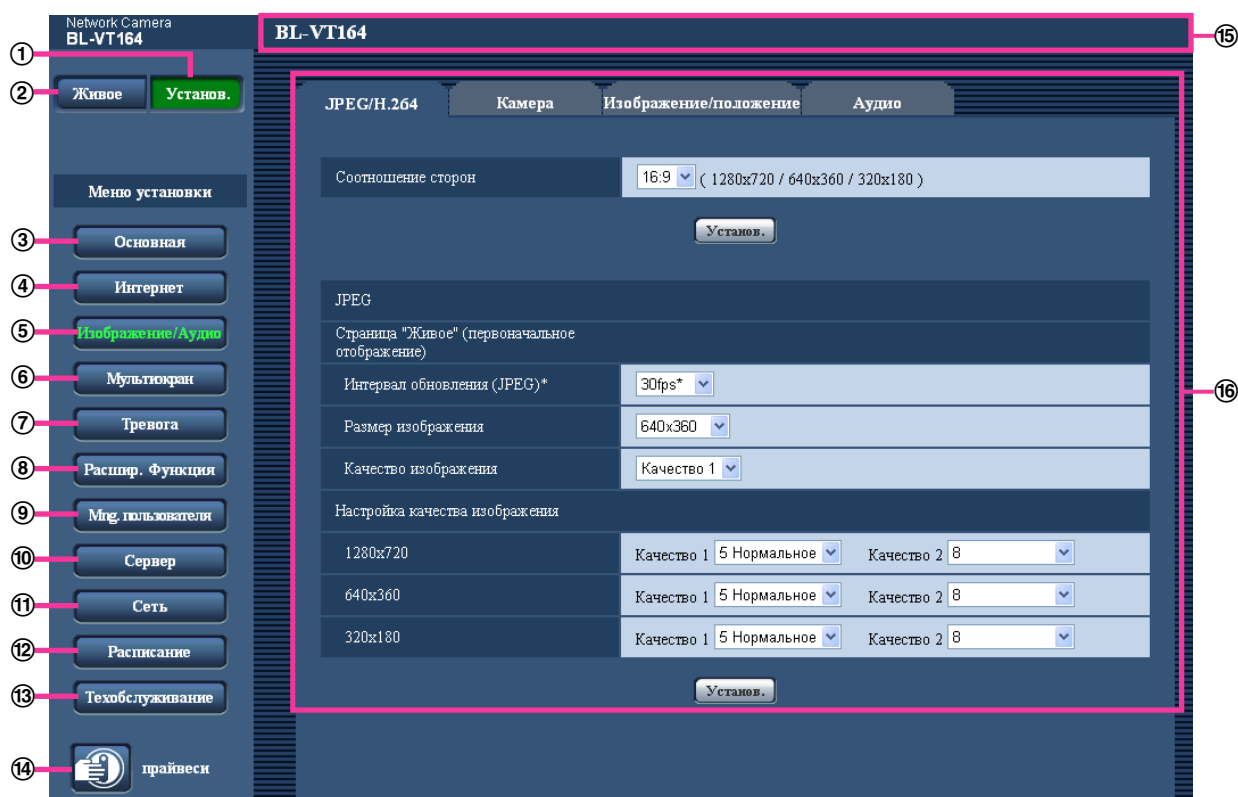 Network Camera
BL-VT164
BL-VT164
⑮
①
② Живое Установ.
JPEG/H.264 Камера Изображение/положение Аудио
Соотношение сторон 16:9 ( 1280x720 / 640x360 / 320x180 )
Меню установки
Установ.
③ Основная
④ Интернет
JPEG
⑤ Изображение/Аудио
Страница "Живое" (первоначальное
отображение)
⑥ Мультиэкран
Интервал обновления (JPEG)* 30fps*
⑯
⑦ Тревога
Размер изображения 640x360
⑧ Расшир. Функция
Качество изображения Качество 1
⑨ Mng. пользователя
Настройка качества изображения
⑩ Сервер
1280x720 Качество 1 5 Нормальное Качество 2 8
⑪ Сеть
640x360 Качество 1 5 Нормальное Качество 2 8
⑫ Расписание
320x180 Качество 1 5 Нормальное Качество 2 8
⑬ Техобслуживание
Установ.
⑭ прайвеси